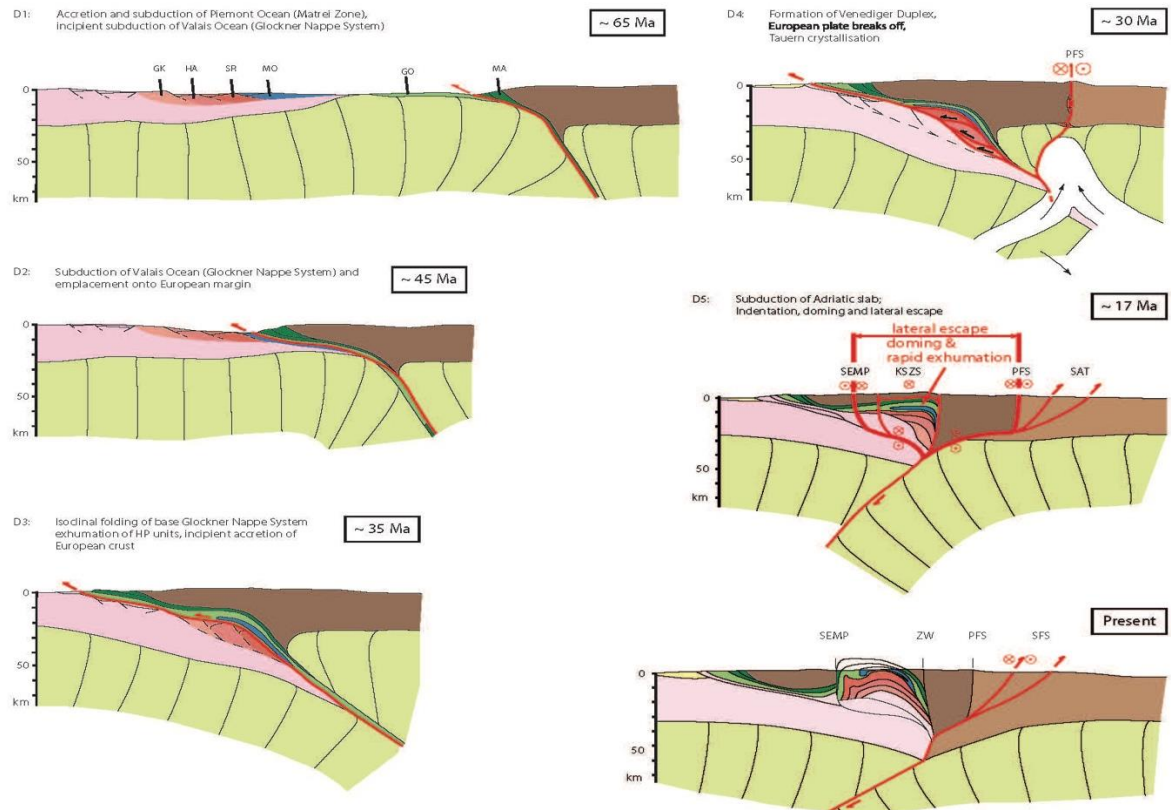 D1: Accretion and subduction of Piemont Ocean (Matrei Zone),
incipient subduction of Valais Ocean (Glockner Nappe System)
~ 65 Ma
GK HA SR MO GO MA
0
50
km
D2: Subduction of Valais Ocean (Glockner Nappe System) and
emplacement onto European margin
~ 45 Ma
0
50
km
D3: Isoclinal folding of base Glockner Nappe System
exhumation of HP units, incipient accretion of
European crust
~ 35 Ma
0
50
km
D4: Formation of Venediger Duplex,
European plate breaks off,
Tauern crystallisation
~ 30 Ma
PFS
0
50
km
D5: Subduction of Adriatic slab;
Indentation, doming and lateral escape
~ 17 Ma
lateral escape
doming &
rapid exhumation
SEMP KSZS PFS SAT
0
50
km
Present
SEMP ZW PFS SFS
0
50
km